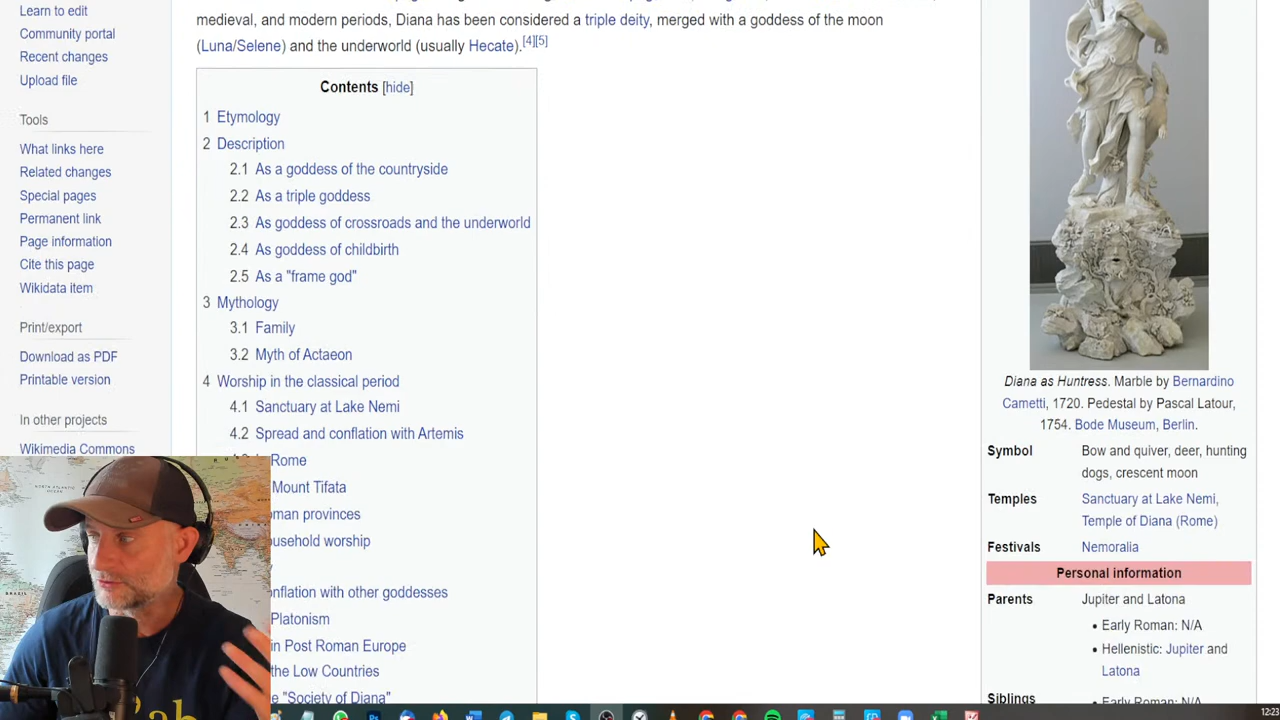 Learn to edit
Community portal
Recent changes
Upload file
Tools
What links here
Related changes
Special pages
Permanent link
Page information
Cite this page
Wikidata item
Print/export
Download as PDF
Printable version
In other projects
Wikimedia Commons
medieval, and modern periods, Diana has been considered a triple deity, merged with a goddess of the moon
(Luna/Selene) and the underworld (usually Hecate).[4][5]
Contents [hide]
1 Etymology
2 Description
2.1 As a goddess of the countryside
2.2 As a triple goddess
2.3 As goddess of crossroads and the underworld
2.4 As goddess of childbirth
2.5 As a "frame god"
3 Mythology
3.1 Family
3.2 Myth of Actaeon
4 Worship in the classical period
4.1 Sanctuary at Lake Nemi
4.2 Spread and conflation with Artemis
Rome
Mount Tifata
provinces
worship
with other goddesses
Platonism
in Post Roman Europe
the Low Countries
"Society of Diana"
Diana as Huntress. Marble by Bernardino
Cametti, 1720. Pedestal by Pascal Latour,
1754. Bode Museum, Berlin.
Symbol Bow and quiver, deer, hunting
dogs, crescent moon
Temples Sanctuary at Lake Nemi,
Temple of Diana (Rome)
Festivals Nemoralia
Personal information
Parents Jupiter and Latona
• Early Roman: N/A
• Hellenistic: Jupiter and
Latona
Siblings • Early Roman: N/A
12:23